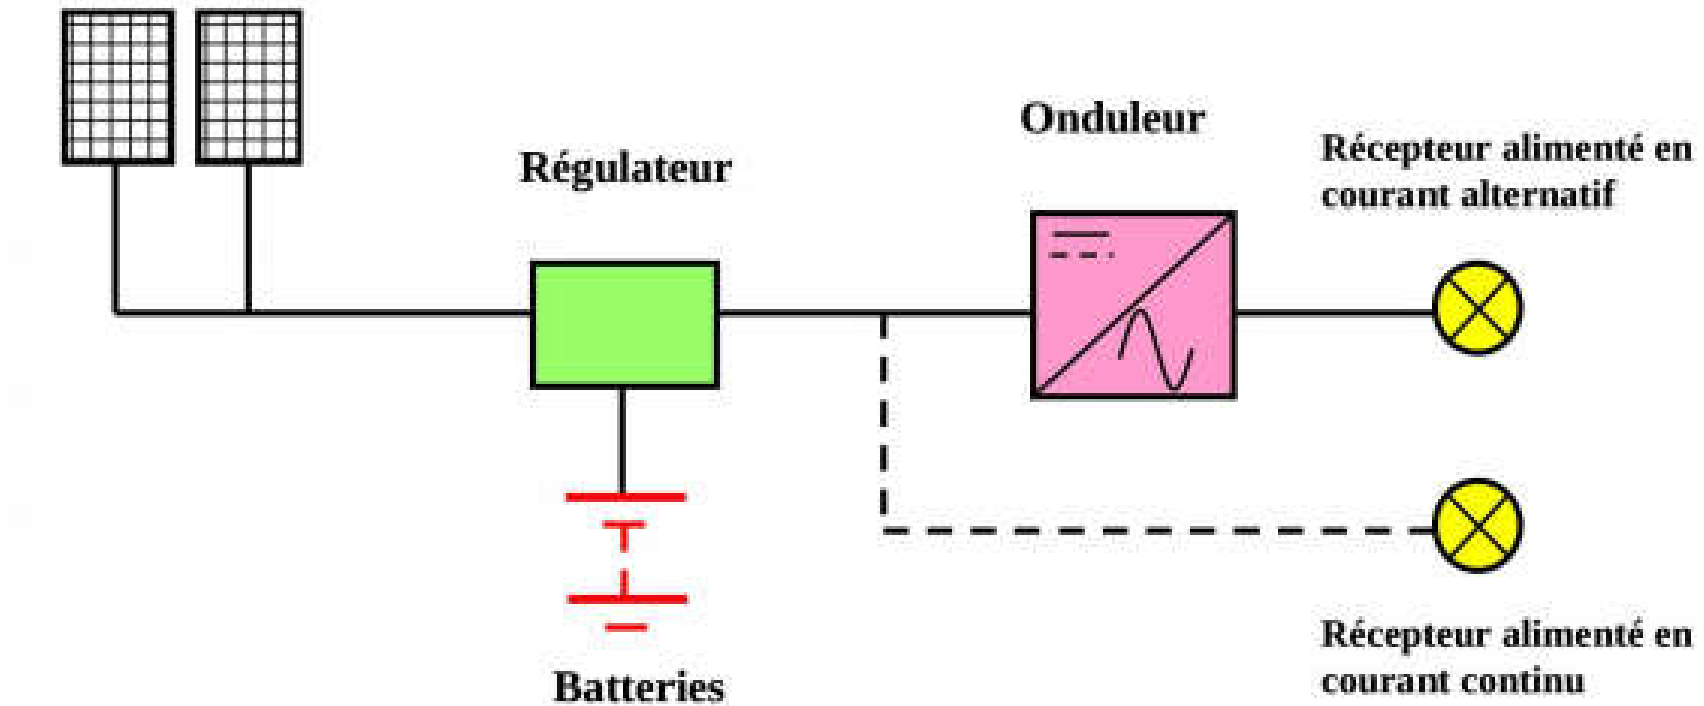 Onduleur
Régulateur
Récepteur alimenté en
courant alternatif
Récepteur alimenté en
courant continu
Batteries